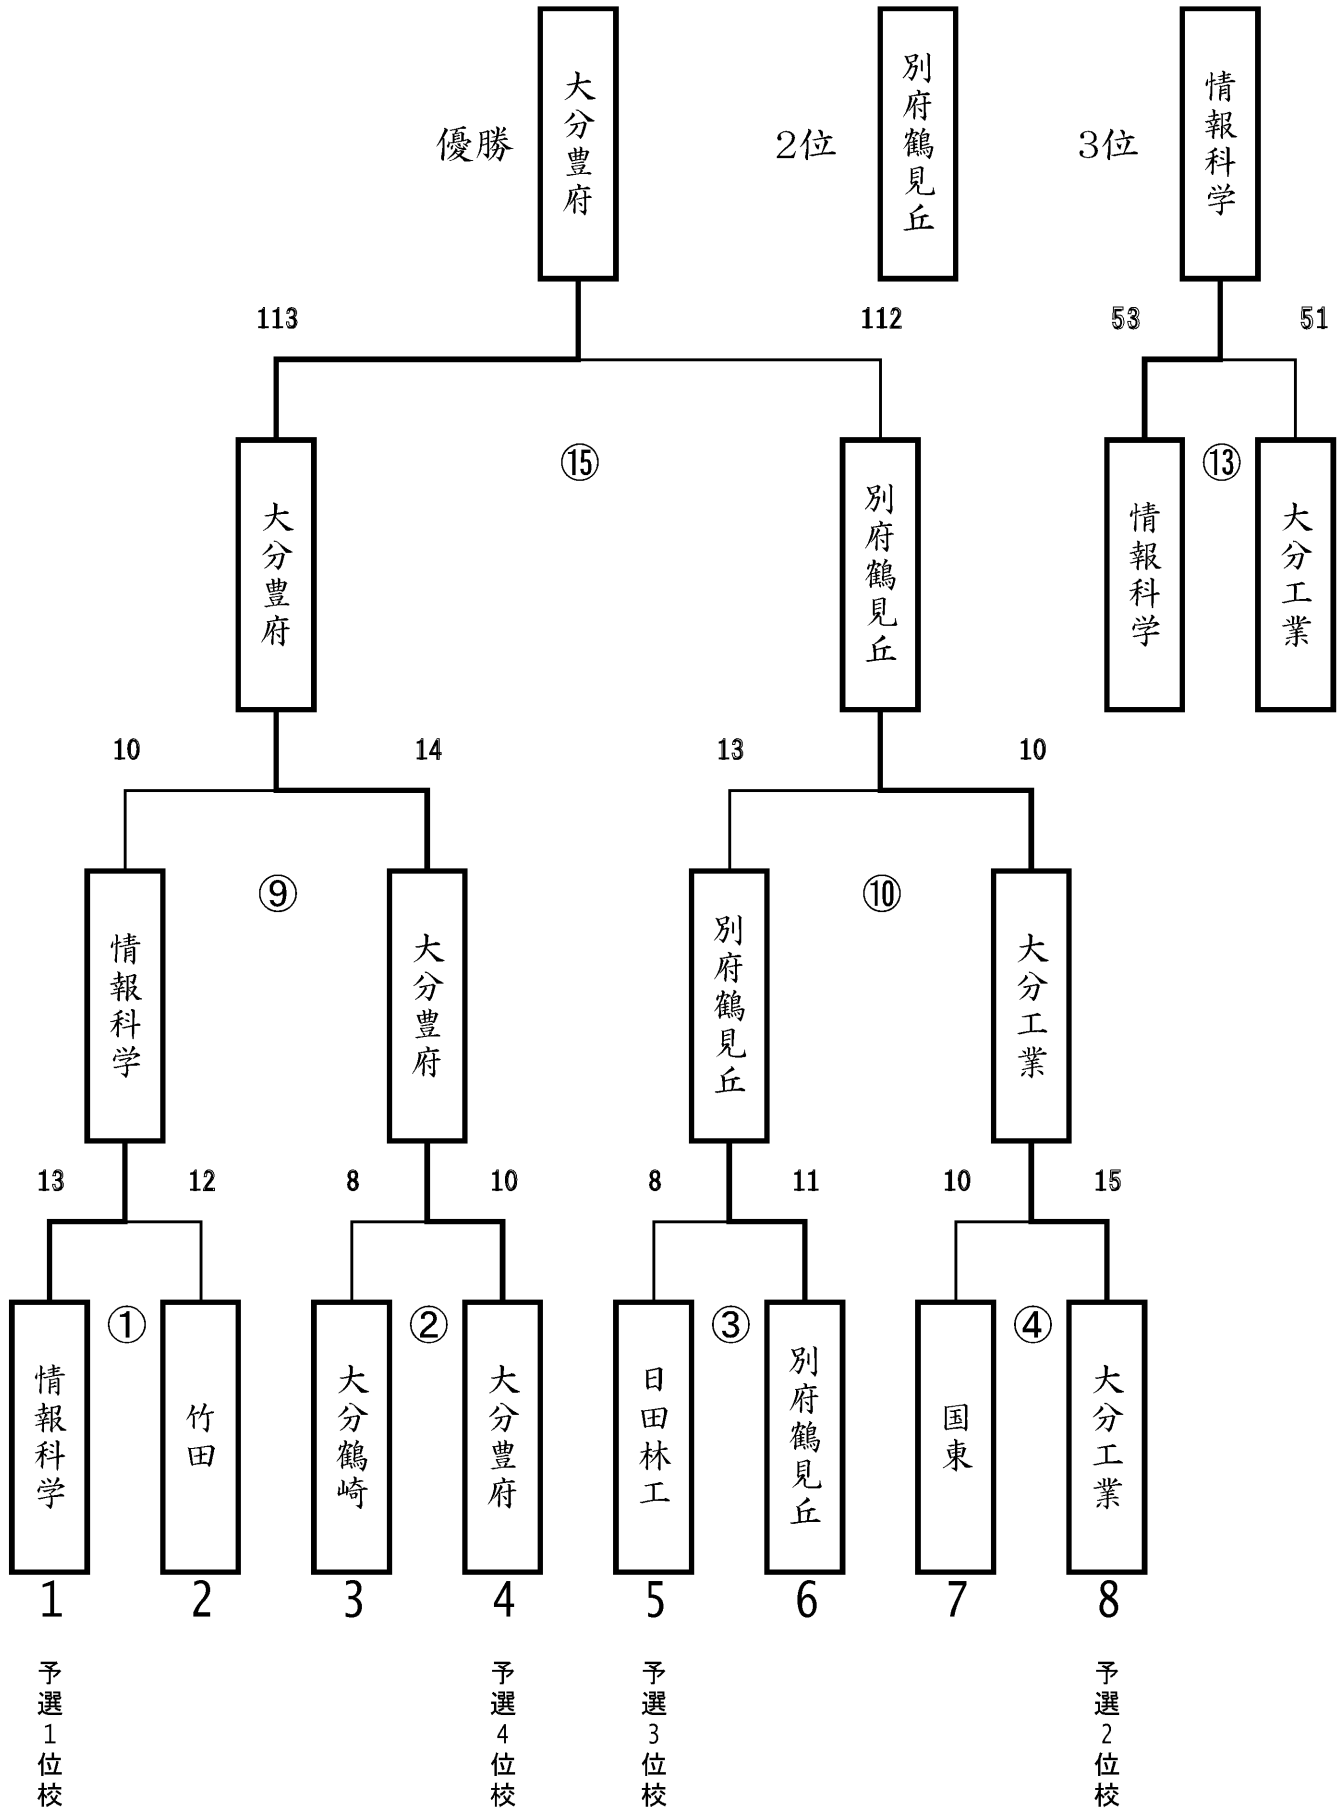 優勝
大分豊府
2位
別府鶴見丘
3位
情報科学
113
112
53
51
大分豊府
⑮
別府鶴見丘
情報科学
⑬
大分工業
10
14
13
10
情報科学
⑨
大分豊府
別府鶴見丘
⑩
大分工業
13
12
8
10
8
11
10
15
情報科学
①
竹田
大分鶴崎
②
大分豊府
日田林工
③
別府鶴見丘
国東
④
大分工業
1
2
3
4
5
6
7
8
予選1位校
予選4位校
予選3位校
予選2位校